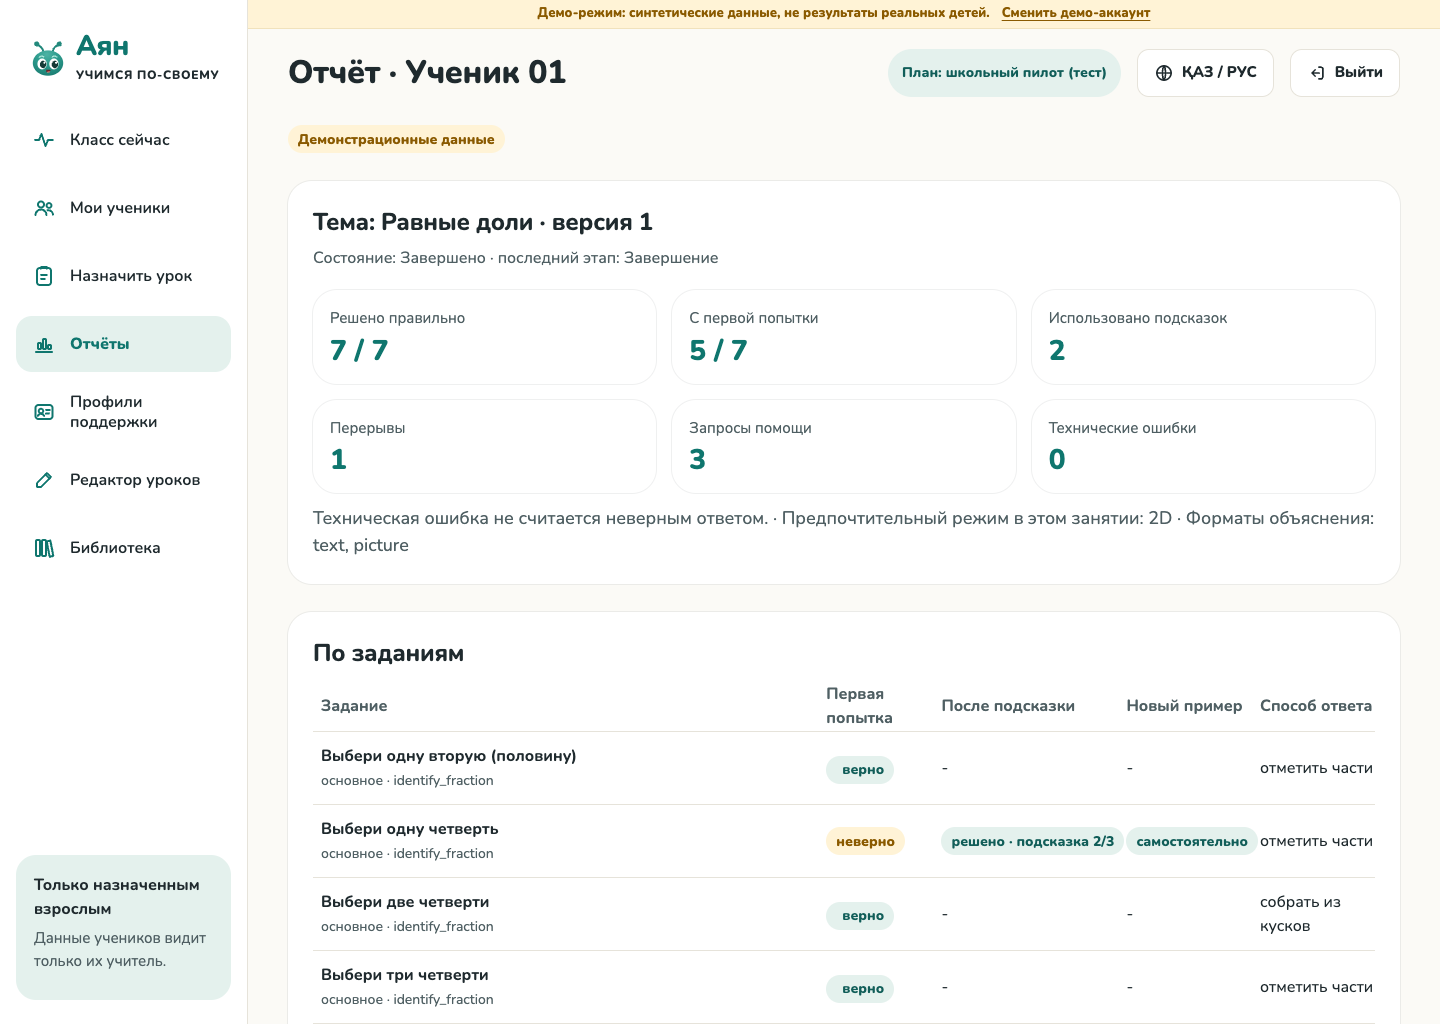 Демо-режим: синтетические данные, не результаты реальных детей. Сменить демо-аккаунт
Аян
УЧИМСЯ ПО-СВОЕМУ
Класс сейчас
Мои ученики
Назначить урок
Отчёты
Профили
поддержки
Редактор уроков
Библиотека
Только назначенным
взрослым
Данные учеников видит
только их учитель.
Отчёт · Ученик 01
План: школьный пилот (тест)
ҚАЗ / РУС
Выйти
Демонстрационные данные
Тема: Равные доли · версия 1
Состояние: Завершено · последний этап: Завершение
Решено правильно
7 / 7
С первой попытки
5 / 7
Использовано подсказок
2
Перерывы
1
Запросы помощи
3
Технические ошибки
0
Техническая ошибка не считается неверным ответом. · Предпочтительный режим в этом занятии: 2D · Форматы объяснения:
text, picture
По заданиям
Задание
Первая
попытка
После подсказки
Новый пример
Способ ответа
Выбери одну вторую (половину)
основное · identify_fraction
верно
-
-
отметить части
Выбери одну четверть
основное · identify_fraction
неверно
решено · подсказка 2/3
самостоятельно
отметить части
Выбери две четверти
основное · identify_fraction
верно
-
-
собрать из
кусков
Выбери три четверти
основное · identify_fraction
верно
-
-
отметить части